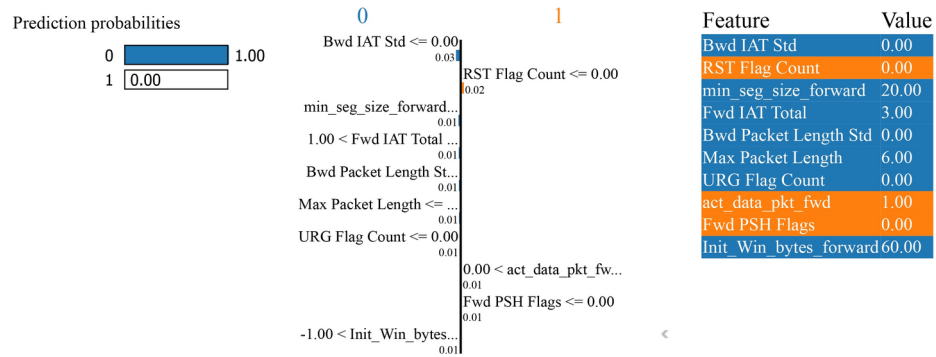 Prediction probabilities
0 1.00
1 0.00
0 1
Bwd IAT Std <= 0.00
0.03
RST Flag Count <= 0.00
0.02
min_seg_size_forward...
0.01
1.00 < Fwd IAT Total ...
0.01
Bwd Packet Length St...
0.01
Max Packet Length <= ...
0.01
URG Flag Count <= 0.00
0.01
0.00 < act_data_pkt_fw...
0.01
Fwd PSH Flags <= 0.00
0.01
-1.00 < Init_Win_bytes...
0.01
Feature Value
Bwd IAT Std 0.00
RST Flag Count 0.00
min_seg_size_forward 20.00
Fwd IAT Total 3.00
Bwd Packet Length Std 0.00
Max Packet Length 6.00
URG Flag Count 0.00
act_data_pkt_fwd 1.00
Fwd PSH Flags 0.00
Init_Win_bytes_forward 60.00